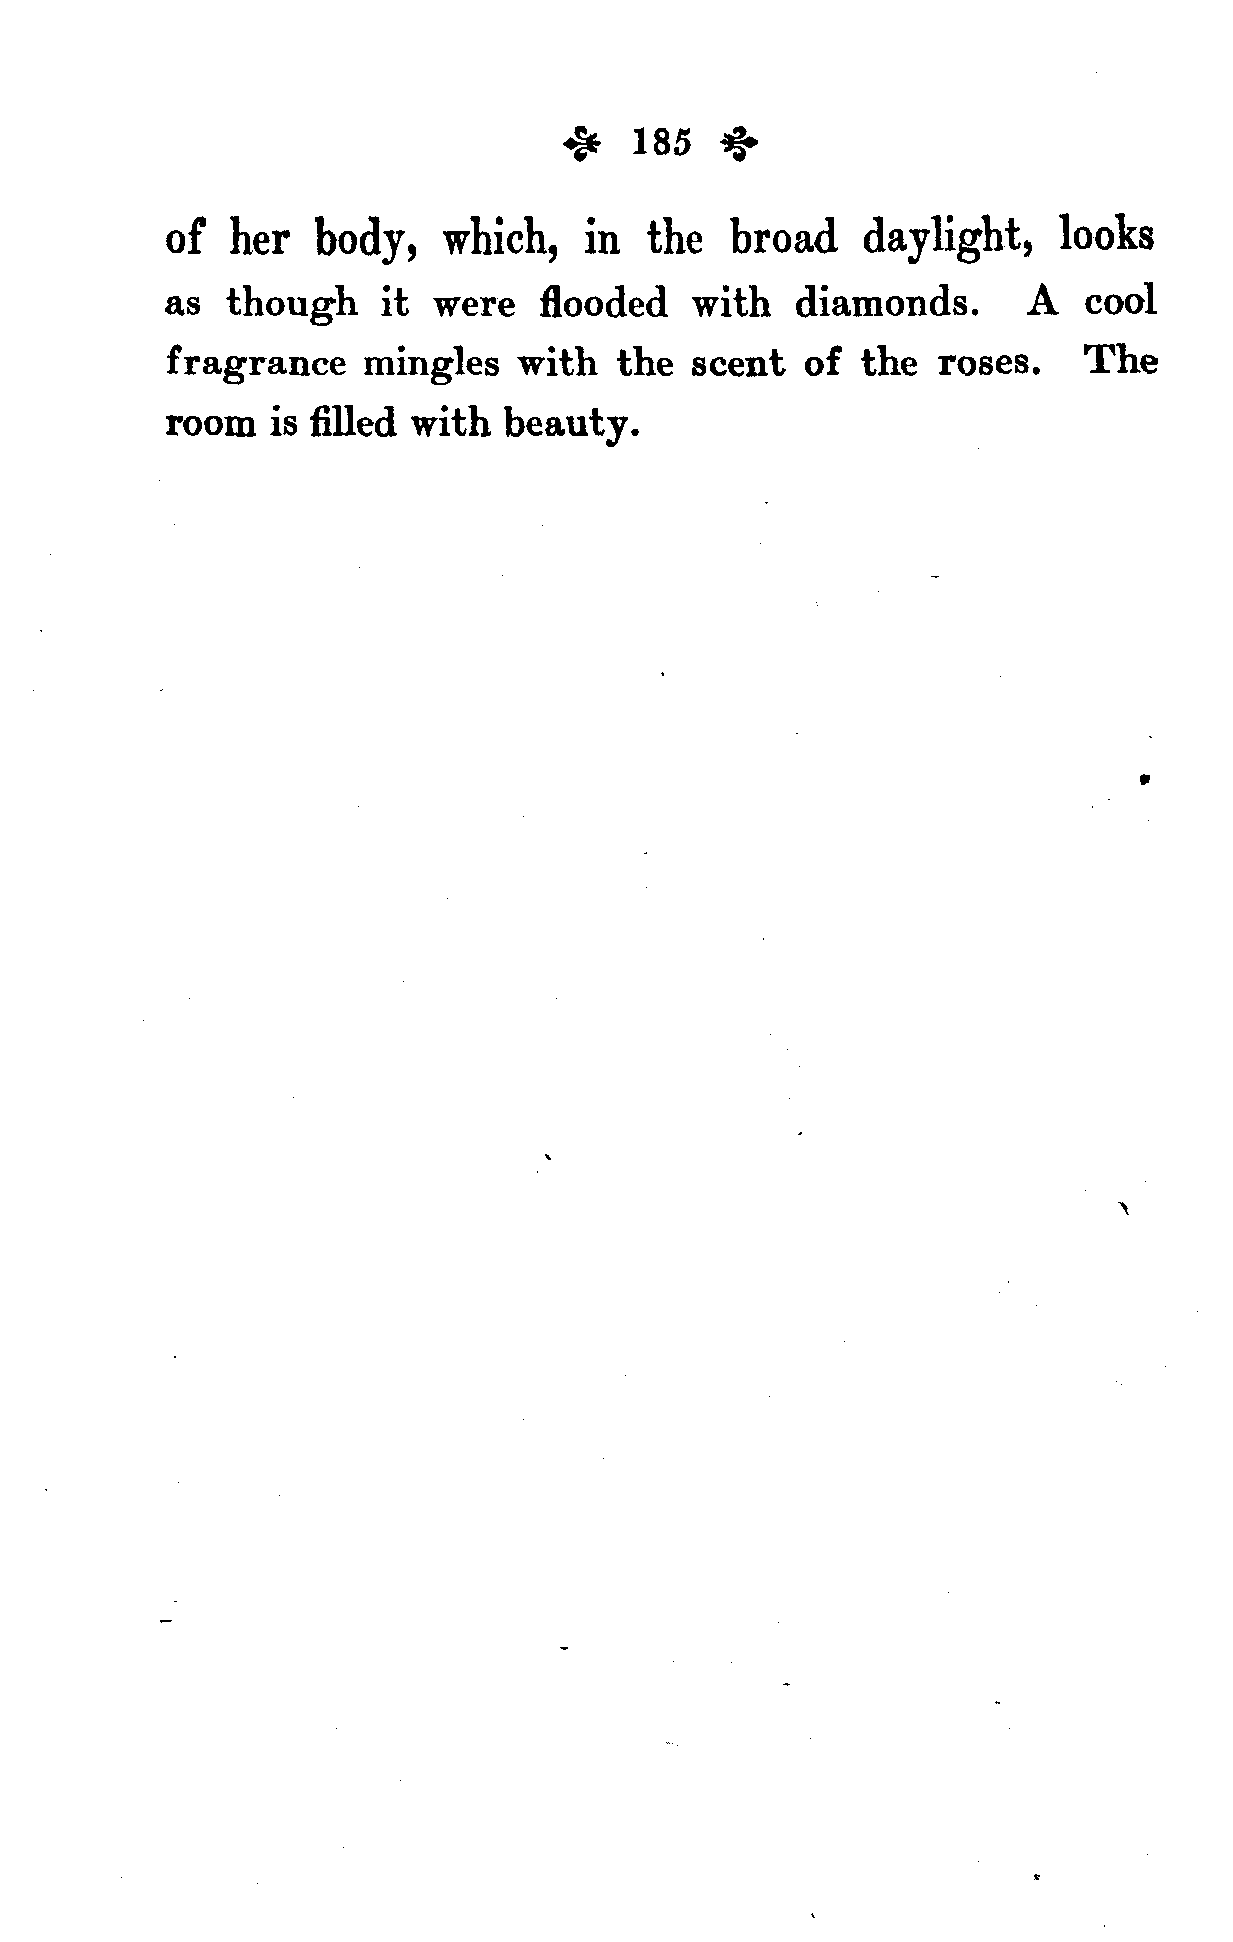 185
of her body, which, in the broad daylight, looks
as though it were flooded with diamonds. A cool
fragrance mingles with the scent of the roses. The
room is filled with beauty.